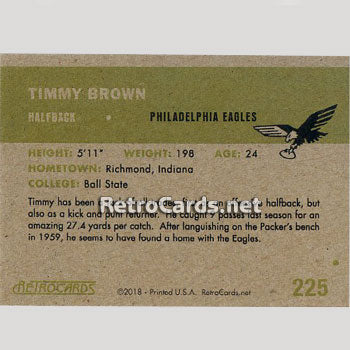 TIMMY BROWN
HALFBACK PHILADELPHIA EAGLES
HEIGHT: 5'11" WEIGHT: 198 AGE: 24
HOMETOWN: Richmond, Indiana
COLLEGE: Ball State
Timmy has been halfback, but
RetroCards.net
also as a kick and punt returner. He caught 9 passes last season for an
amazing 27.4 yards per catch. After languishing on the Packer's bench
in 1959, he seems to have found a home with the Eagles.
RETROCARDS ©2018 - Printed U.S.A. RetroCards.net 225
RetroCards.net